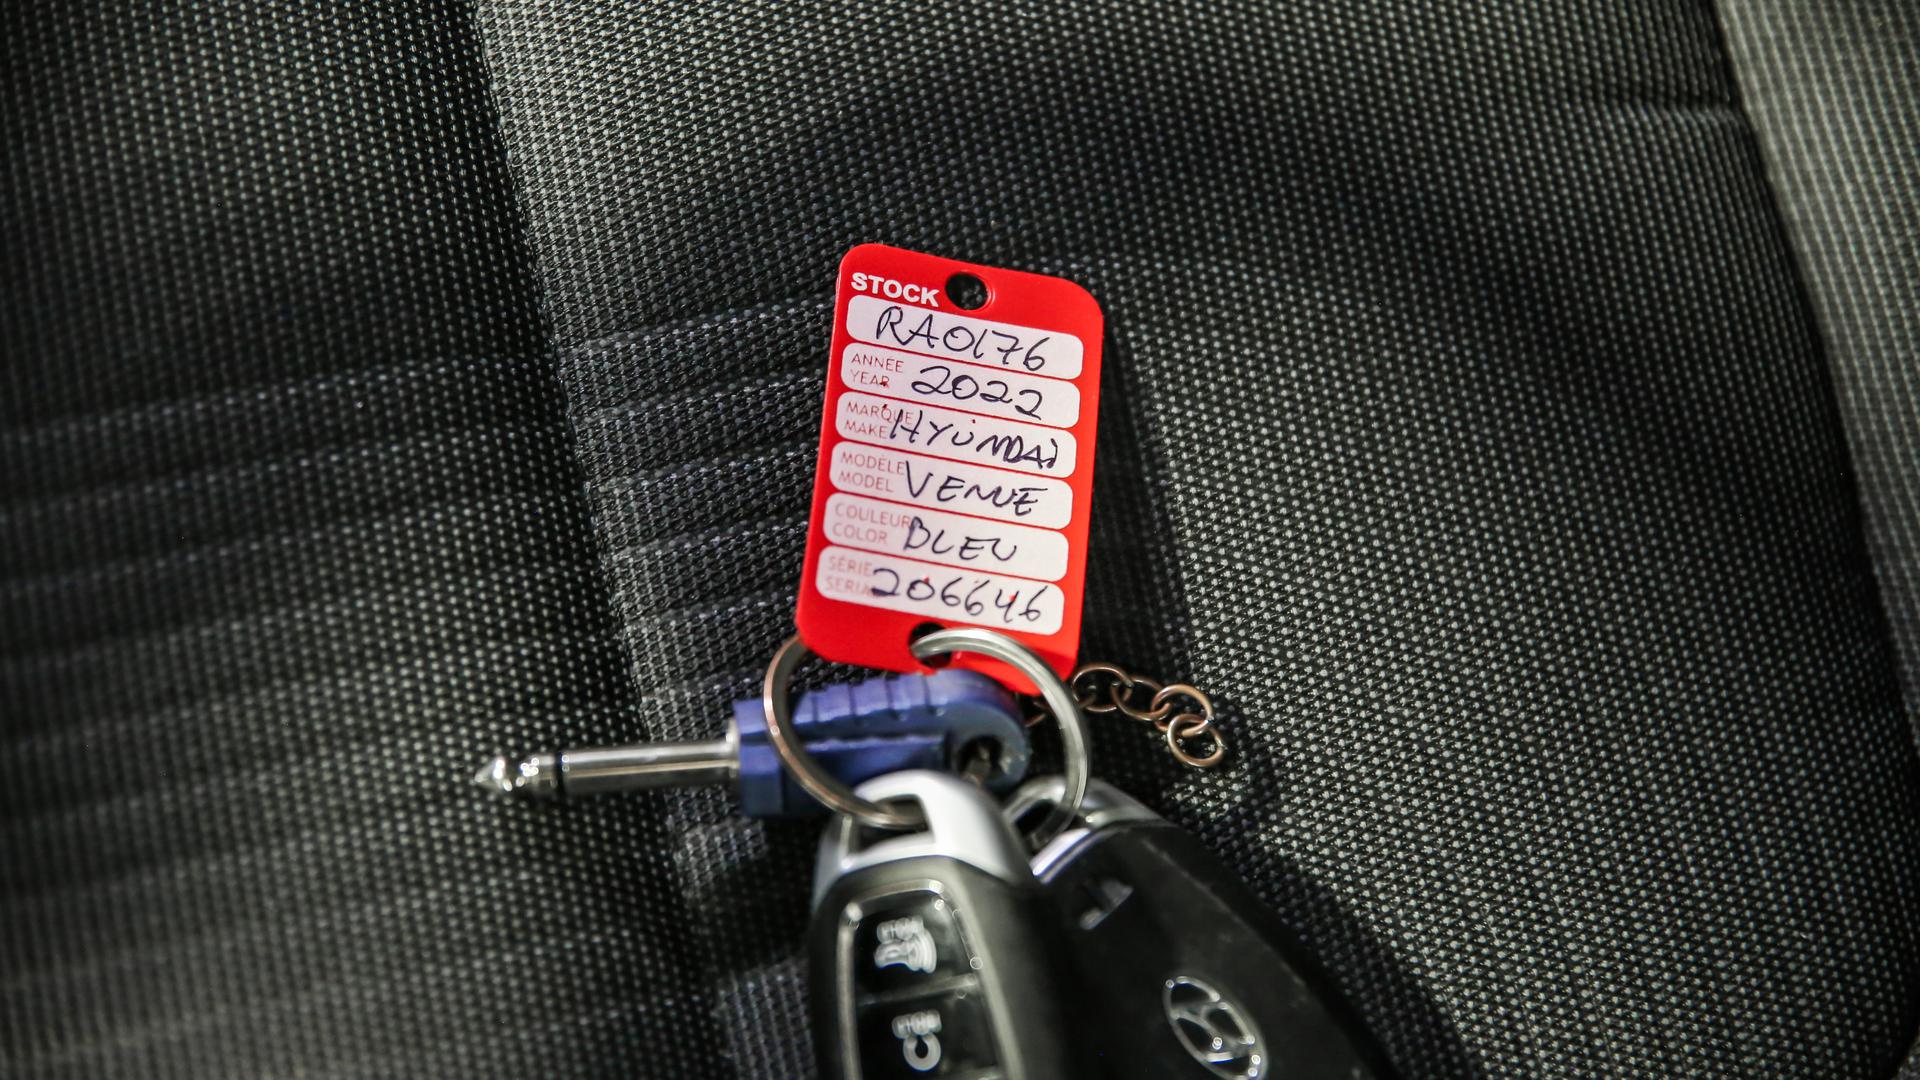 STOCK
RA0176
ANNÉE
YEAR
2022
MARQUE
MAKE
HYUNDAI
MODÈLE
MODEL
VENUE
COULEUR
COLOR
BLEU
SÉRIE
SERIAL
206646